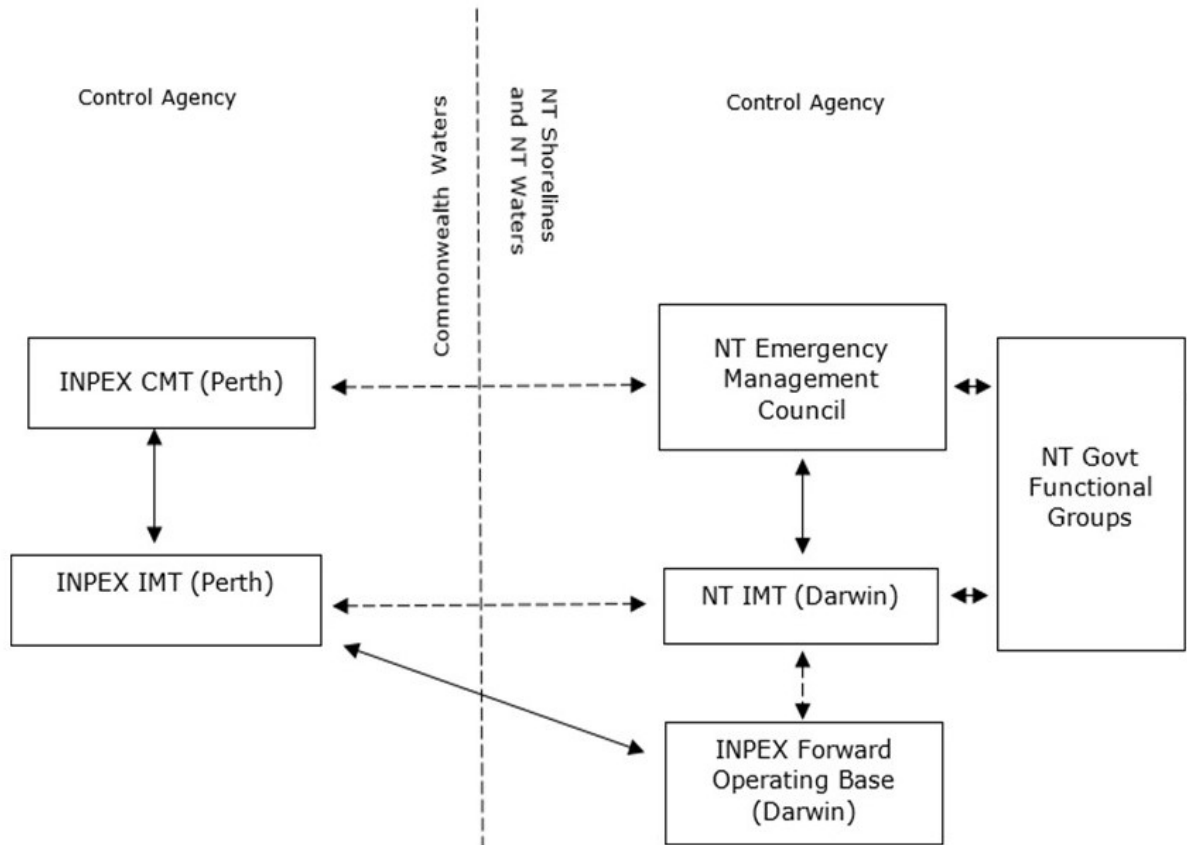 Control Agency
Commonwealth Waters
NT Shorelines
and NT Waters
Control Agency
INPEX CMT (Perth)
NT Emergency
Management
Council
NT Govt
Functional
Groups
INPEX IMT (Perth)
NT IMT (Darwin)
INPEX Forward
Operating Base
(Darwin)